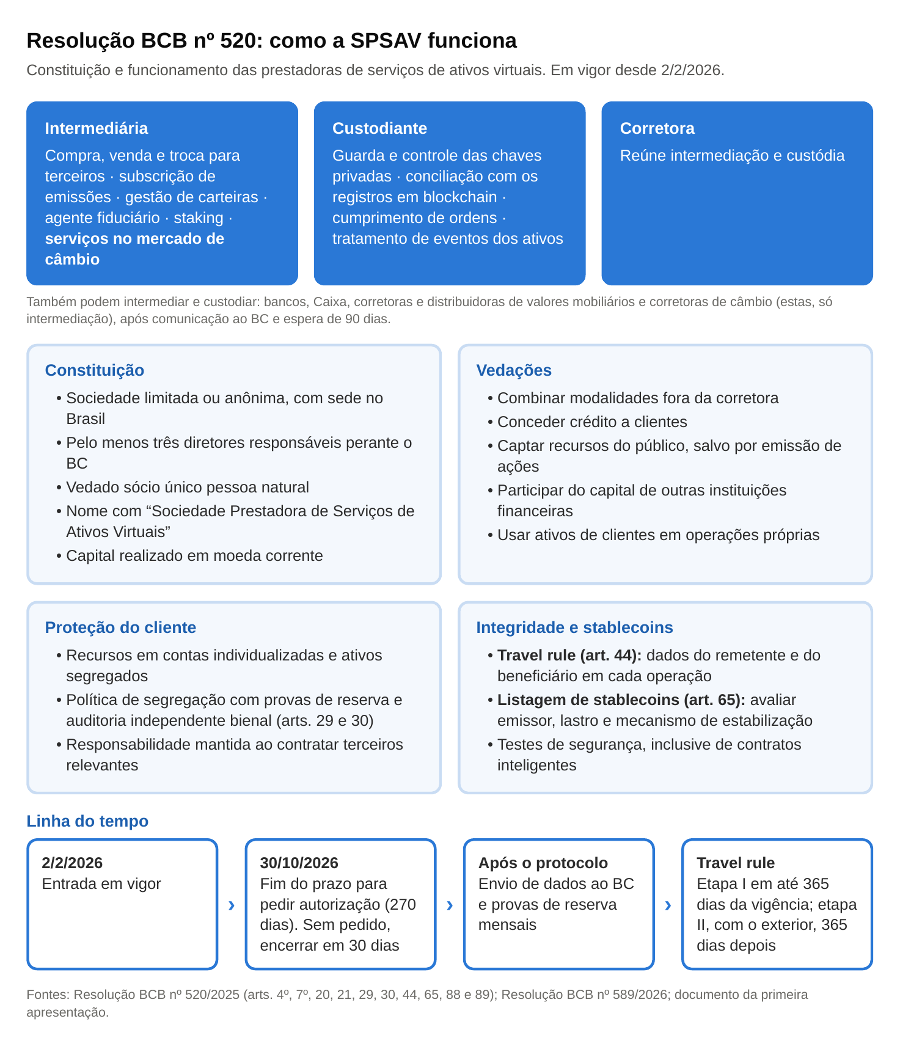 Resolução BCB nº 520: como a SPSAV funciona
Constituição e funcionamento das prestadoras de serviços de ativos virtuais. Em vigor desde 2/2/2026.
Intermediária
Compra, venda e troca para
terceiros · subscrição de
emissões · gestão de carteiras ·
agente fiduciário · staking ·
serviços no mercado de
câmbio
Custodiante
Guarda e controle das chaves
privadas · conciliação com os
registros em blockchain ·
cumprimento de ordens ·
tratamento de eventos dos ativos
Corretora
Reúne intermediação e custódia
Também podem intermediar e custodiar: bancos, Caixa, corretoras e distribuidoras de valores mobiliários e corretoras de câmbio (estas, só
intermediação), após comunicação ao BC e espera de 90 dias.
Constituição
• Sociedade limitada ou anônima, com sede no
Brasil
• Pelo menos três diretores responsáveis perante o
BC
• Vedado sócio único pessoa natural
• Nome com “Sociedade Prestadora de Serviços de
Ativos Virtuais”
• Capital realizado em moeda corrente
Vedações
• Combinar modalidades fora da corretora
• Conceder crédito a clientes
• Captar recursos do público, salvo por emissão de
ações
• Participar do capital de outras instituições
financeiras
• Usar ativos de clientes em operações próprias
Proteção do cliente
• Recursos em contas individualizadas e ativos
segregados
• Política de segregação com provas de reserva e
auditoria independente bienal (arts. 29 e 30)
• Responsabilidade mantida ao contratar terceiros
relevantes
Integridade e stablecoins
• Travel rule (art. 44): dados do remetente e do
beneficiário em cada operação
• Listagem de stablecoins (art. 65): avaliar
emissor, lastro e mecanismo de estabilização
• Testes de segurança, inclusive de contratos
inteligentes
Linha do tempo
2/2/2026
Entrada em vigor
›
30/10/2026
Fim do prazo para
pedir autorização (270
dias). Sem pedido,
encerrar em 30 dias
›
Após o protocolo
Envio de dados ao BC
e provas de reserva
mensais
›
Travel rule
Etapa I em até 365
dias da vigência; etapa
II, com o exterior, 365
dias depois
Fontes: Resolução BCB nº 520/2025 (arts. 4º, 7º, 20, 21, 29, 30, 44, 65, 88 e 89); Resolução BCB nº 589/2026; documento da primeira
apresentação.